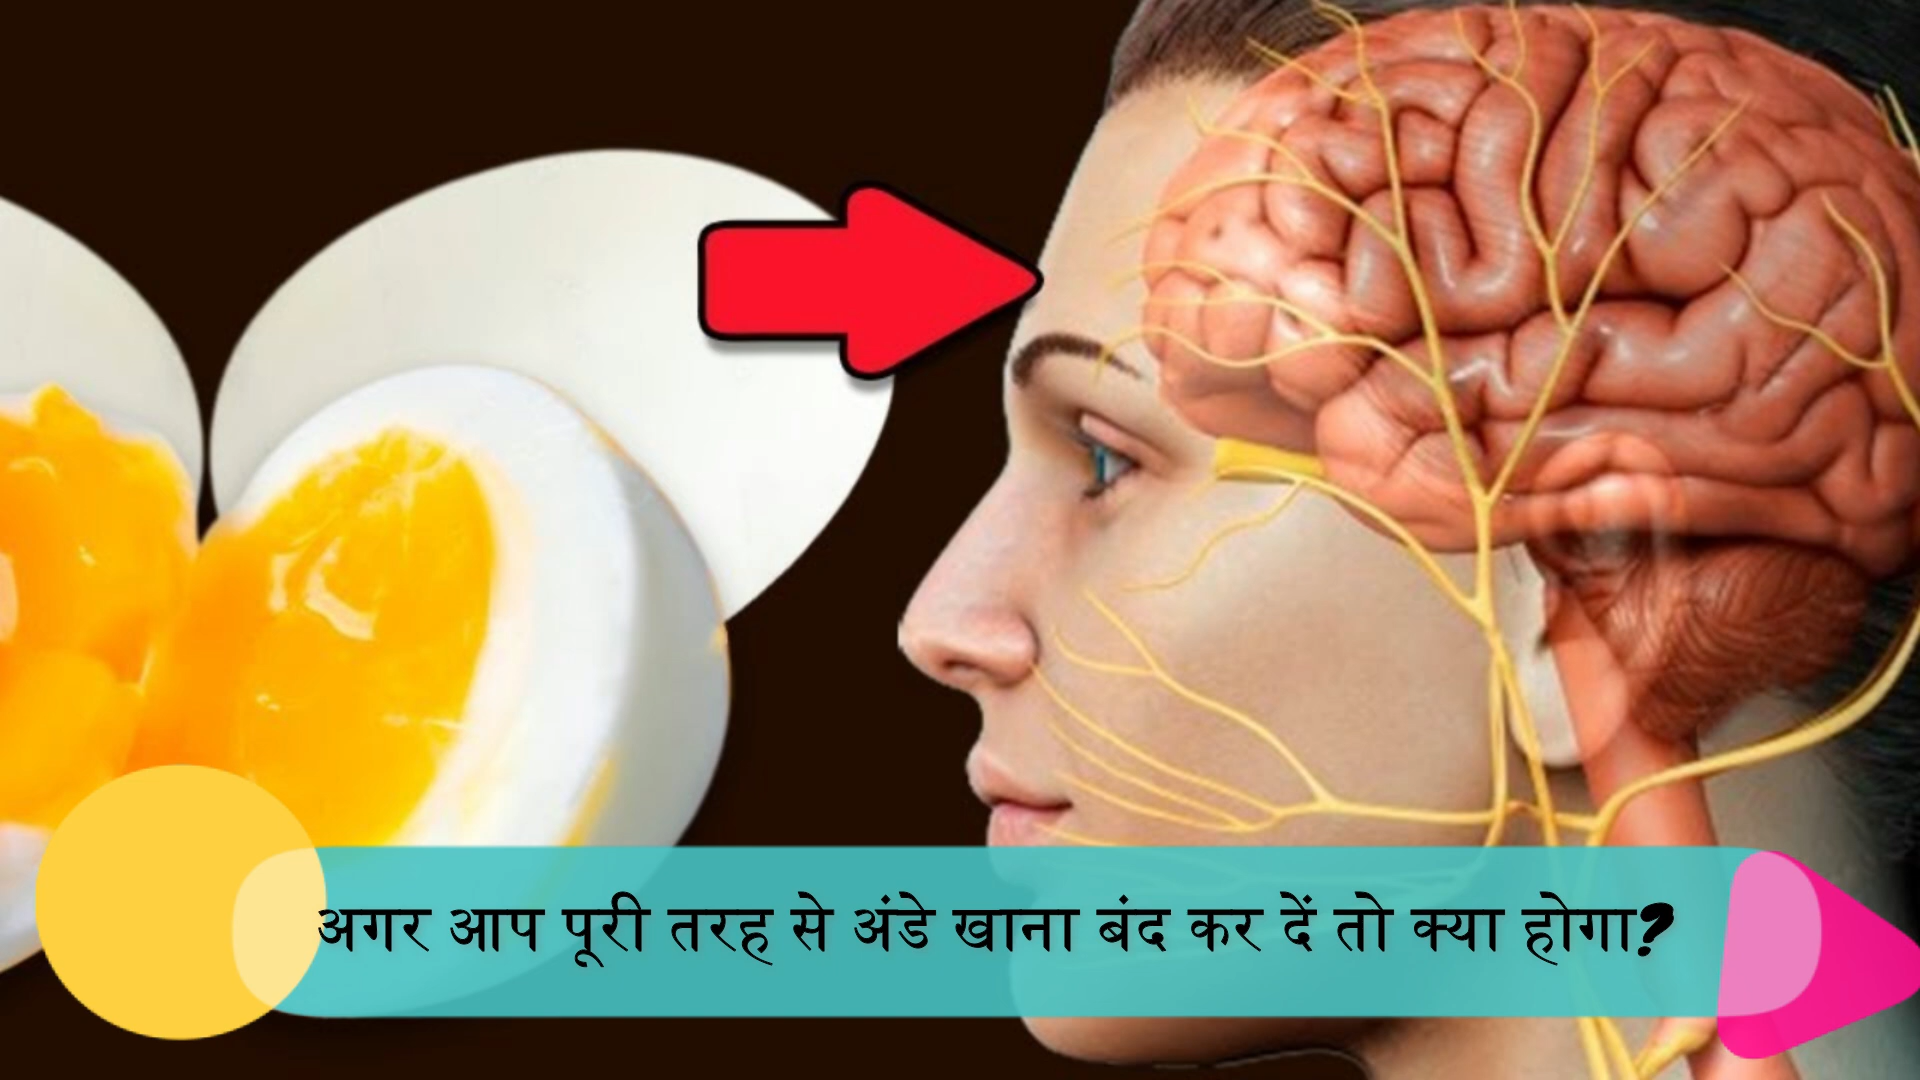 अगर आप पूरी तरह से अंडे खाना बंद कर दें तो क्या होगा?